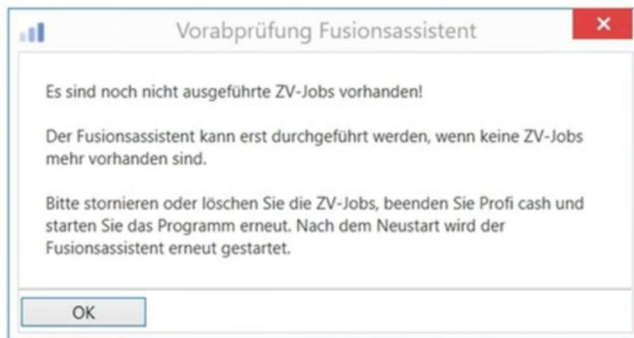 Vorabprüfung Fusionsassistent
Es sind noch nicht ausgeführte ZV-Jobs vorhanden!
Der Fusionsassistent kann erst durchgeführt werden, wenn keine ZV-Jobs
mehr vorhanden sind.
Bitte stornieren oder löschen Sie die ZV-Jobs, beenden Sie Profi cash und
starten Sie das Programm erneut. Nach dem Neustart wird der
Fusionsassistent erneut gestartet.
OK